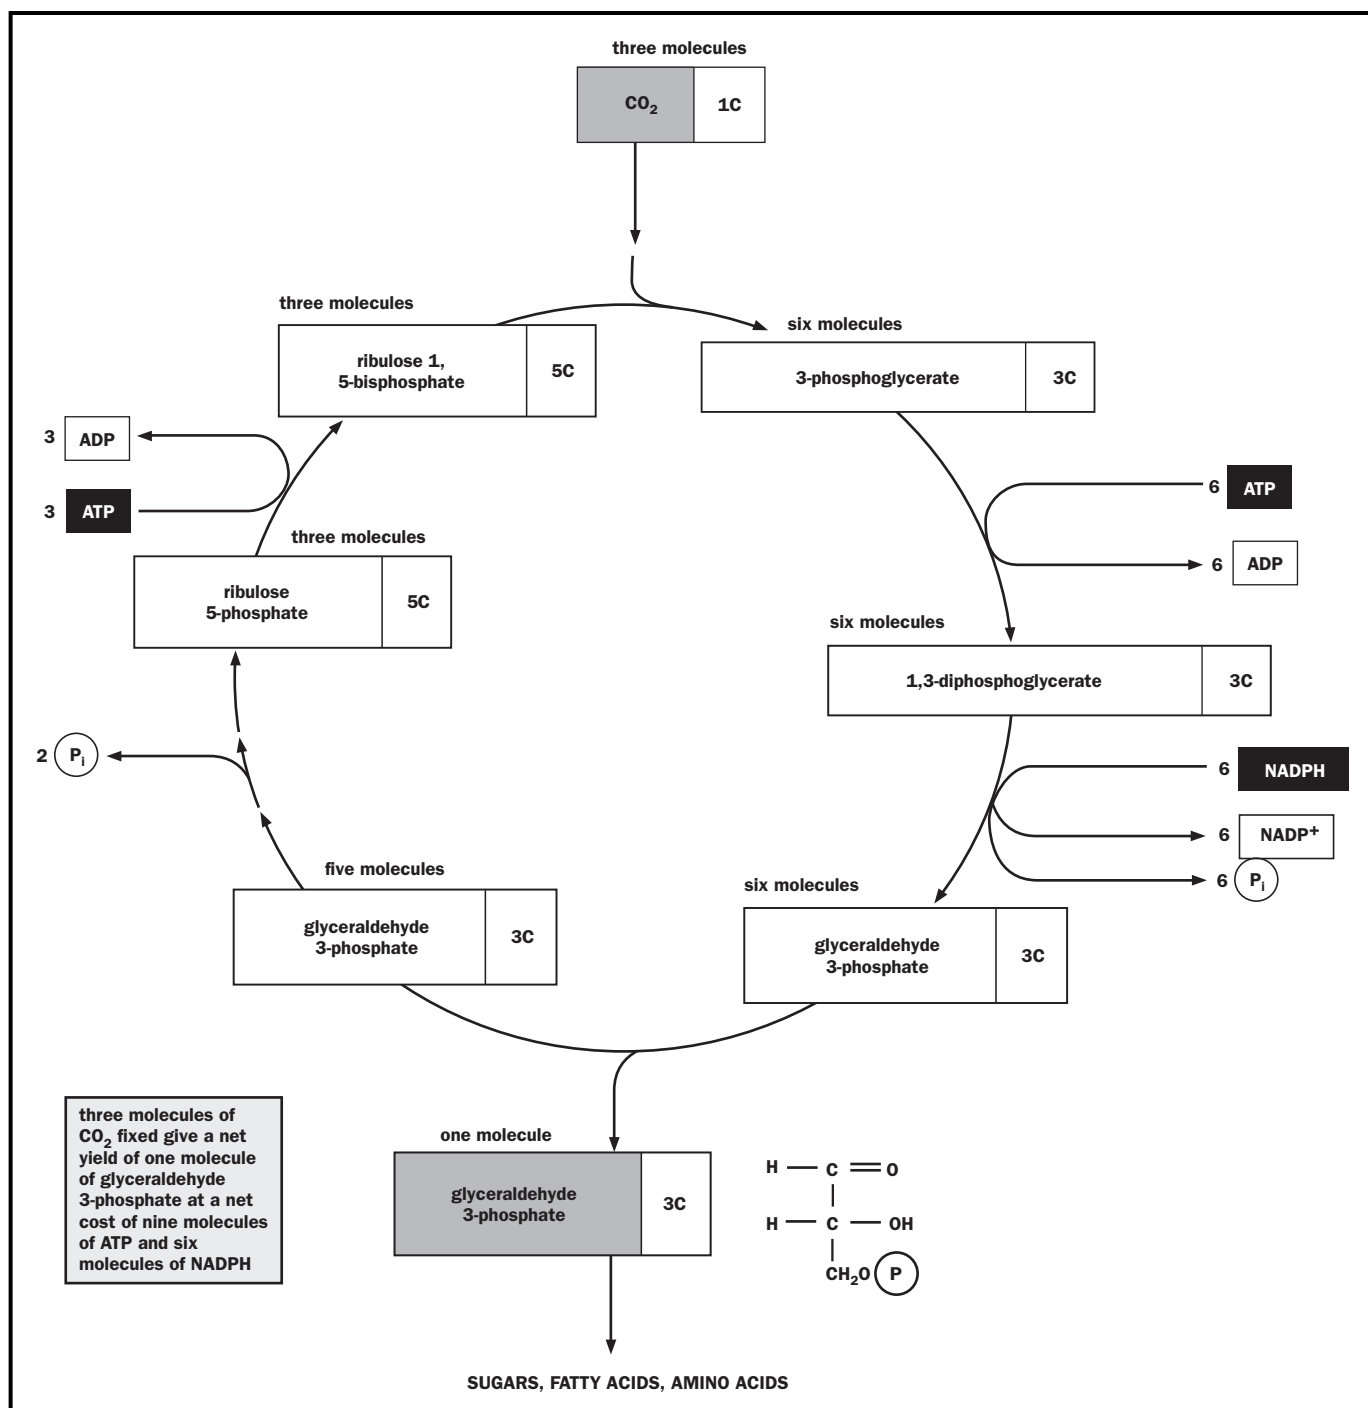 three molecules
CO₂ 1C
three molecules
ribulose 1,
5-bisphosphate
5C
six molecules
3-phosphoglycerate 3C
3 ADP
3 ATP
6 ATP
6 ADP
three molecules
ribulose
5-phosphate
5C
six molecules
1,3-diphosphoglycerate 3C
2 Pᵢ
6 NADPH
6 NADP⁺
6 Pᵢ
five molecules
glyceraldehyde
3-phosphate
3C
six molecules
glyceraldehyde
3-phosphate
3C
three molecules of
CO₂ fixed give a net
yield of one molecule
of glyceraldehyde
3-phosphate at a net
cost of nine molecules
of ATP and six
molecules of NADPH
one molecule
glyceraldehyde
3-phosphate
3C
H C O
H C OH
CH₂O P
SUGARS, FATTY ACIDS, AMINO ACIDS